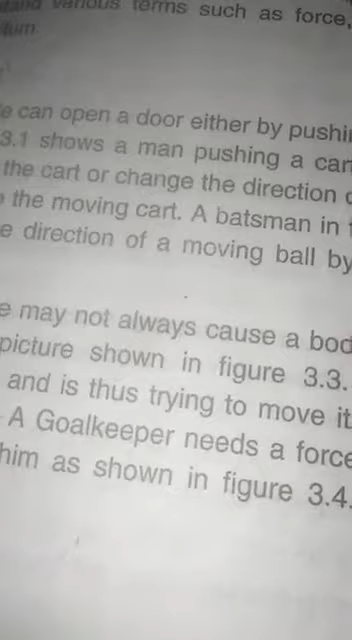 various terms such as force,
e can open a door either by pushi
3.1 shows a man pushing a car
the cart or change the direction
the moving cart. A batsman in
e direction of a moving ball by
e may not always cause a bod
picture shown in figure 3.3.
and is thus trying to move it
A Goalkeeper needs a force
him as shown in figure 3.4.